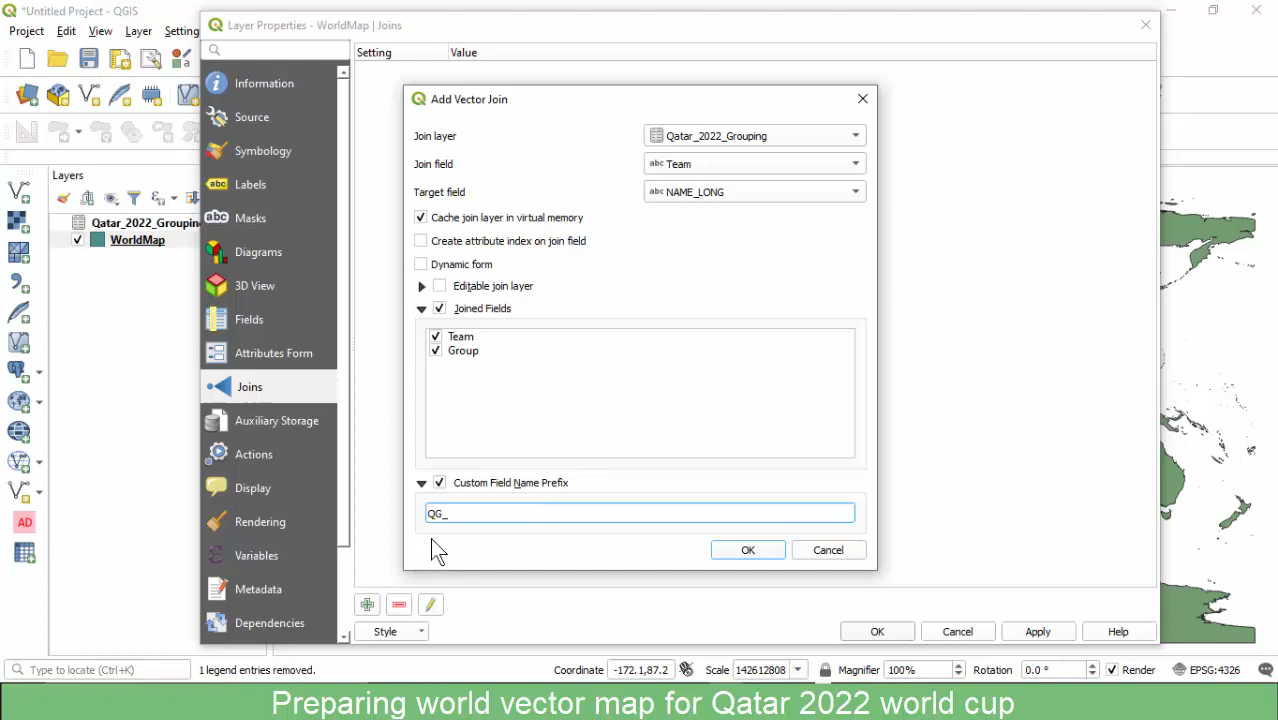 *Untitled Project - QGIS
Project Edit View Layer Setting
Layers
Qatar_2022_Grouping
WorldMap
AD
Layer Properties - WorldMap | Joins
Information
Source
Symbology
Labels
Masks
Diagrams
3D View
Fields
Attributes Form
Joins
Auxiliary Storage
Actions
Display
Rendering
Variables
Metadata
Dependencies
Setting Value
Add Vector Join
Join layer Qatar_2022_Grouping
Join field abc Team
Target field abc NAME_LONG
Cache join layer in virtual memory
Create attribute index on join field
Dynamic form
Editable join layer
Joined Fields
Team
Group
Custom Field Name Prefix
QG_
OK Cancel
Style OK Cancel Apply Help
Type to locate (Ctrl+K) 1 legend entries removed. Coordinate -172.1,87.2 Scale 142612808 Magnifier 100% Rotation 0.0 ° Render EPSG:4326
Preparing world vector map for Qatar 2022 world cup